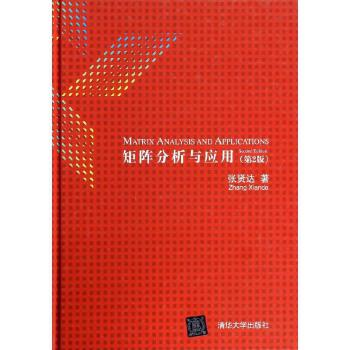 MATRIX ANALYSIS AND APPLICATIONS
Second Edition
矩阵分析与应用(第2版)
张贤达 著
Zhang Xianda
清华大学出版社